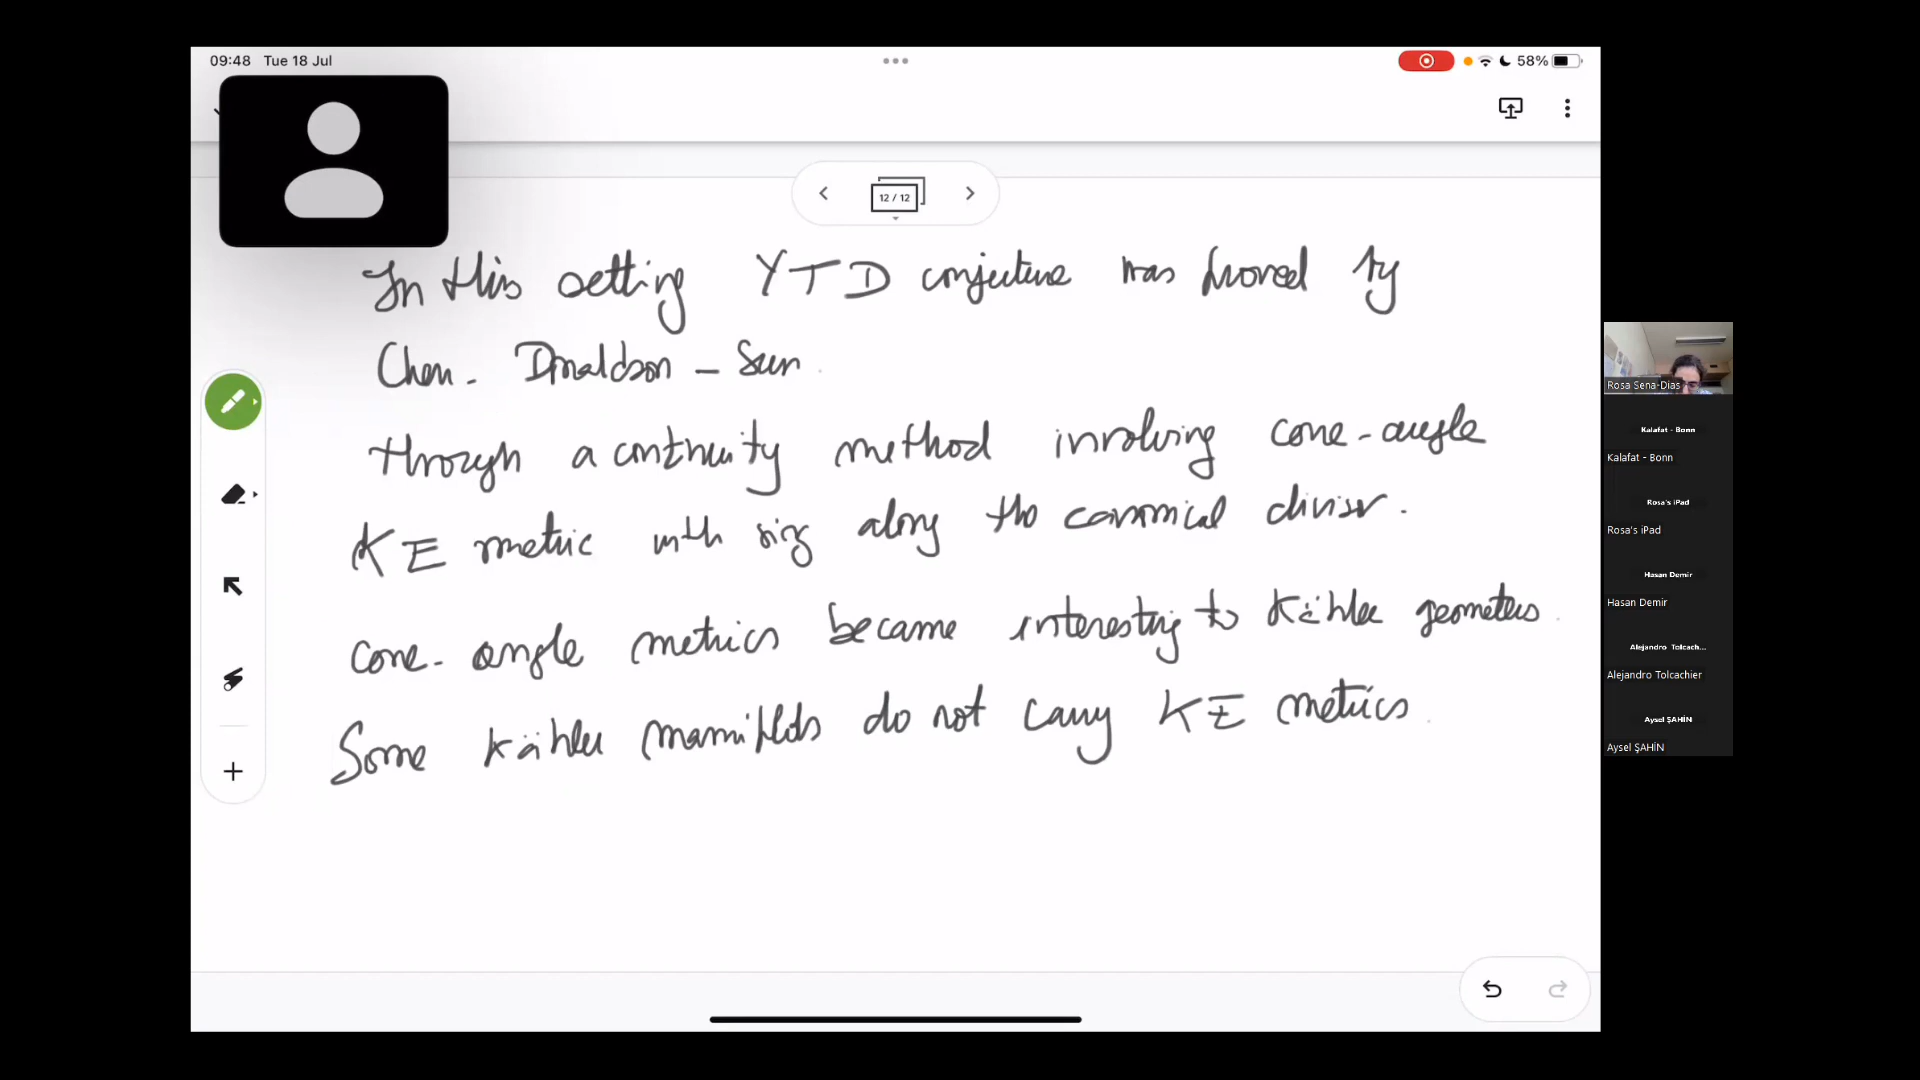 09:48 Tue 18 Jul
58%
12 / 12
In this setting YTD conjecture was proved by
Chen - Donaldson - Sun.
through a continuity method involving cone-angle
KE metric with sing along the canonical divisor.
cone-angle metrics became interesting to Kähler geometers.
Some Kähler manifolds do not carry KE metrics.
Rosa Sena-Dias
Kalafat - Bonn
Kalafat - Bonn
Rosa's iPad
Rosa's iPad
Hasan Demir
Hasan Demir
Alejandro Tolcach...
Alejandro Tolcachier
Aysel ŞAHİN
Aysel ŞAHİN